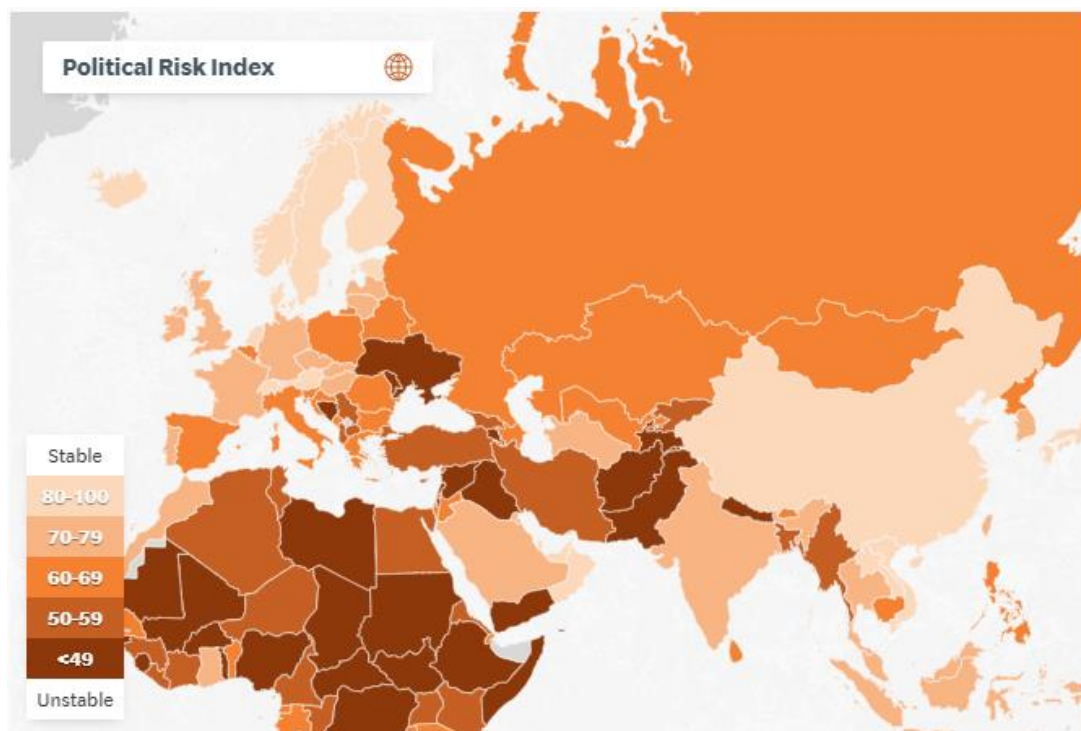 Political Risk Index
Stable
80-100
70-79
60-69
50-59
<49
Unstable